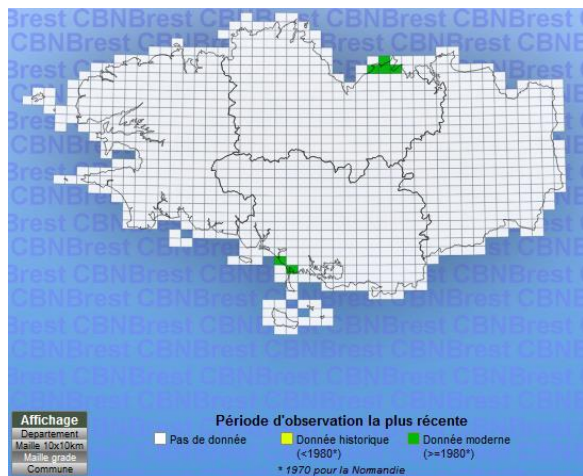 Affichage
Departement
Maille 10x10km
Maille grade
Commune
Période d'observation la plus récente
Pas de donnée
Donnée historique
(<1980*)
Donnée moderne
(>=1980*)
* 1970 pour la Normandie
CBNBrest